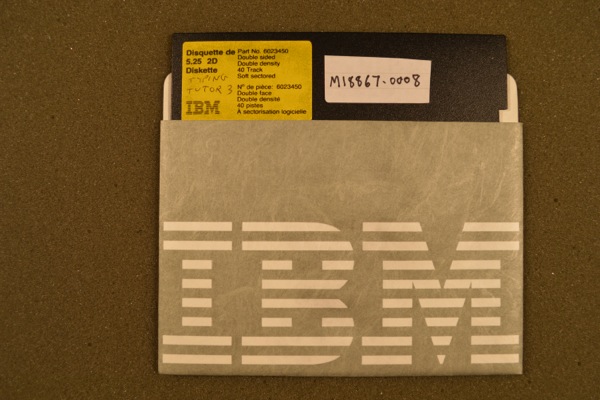 Disquette de
5.25 2D
Diskette
TYPING
TUTOR 3
IBM
Part No. 6023450
Double sided
Double density
40 Track
Soft sectored
N° de pièce: 6023450
Double face
Double densité
40 pistes
À sectorisation logicielle
M18867-0008
IBM